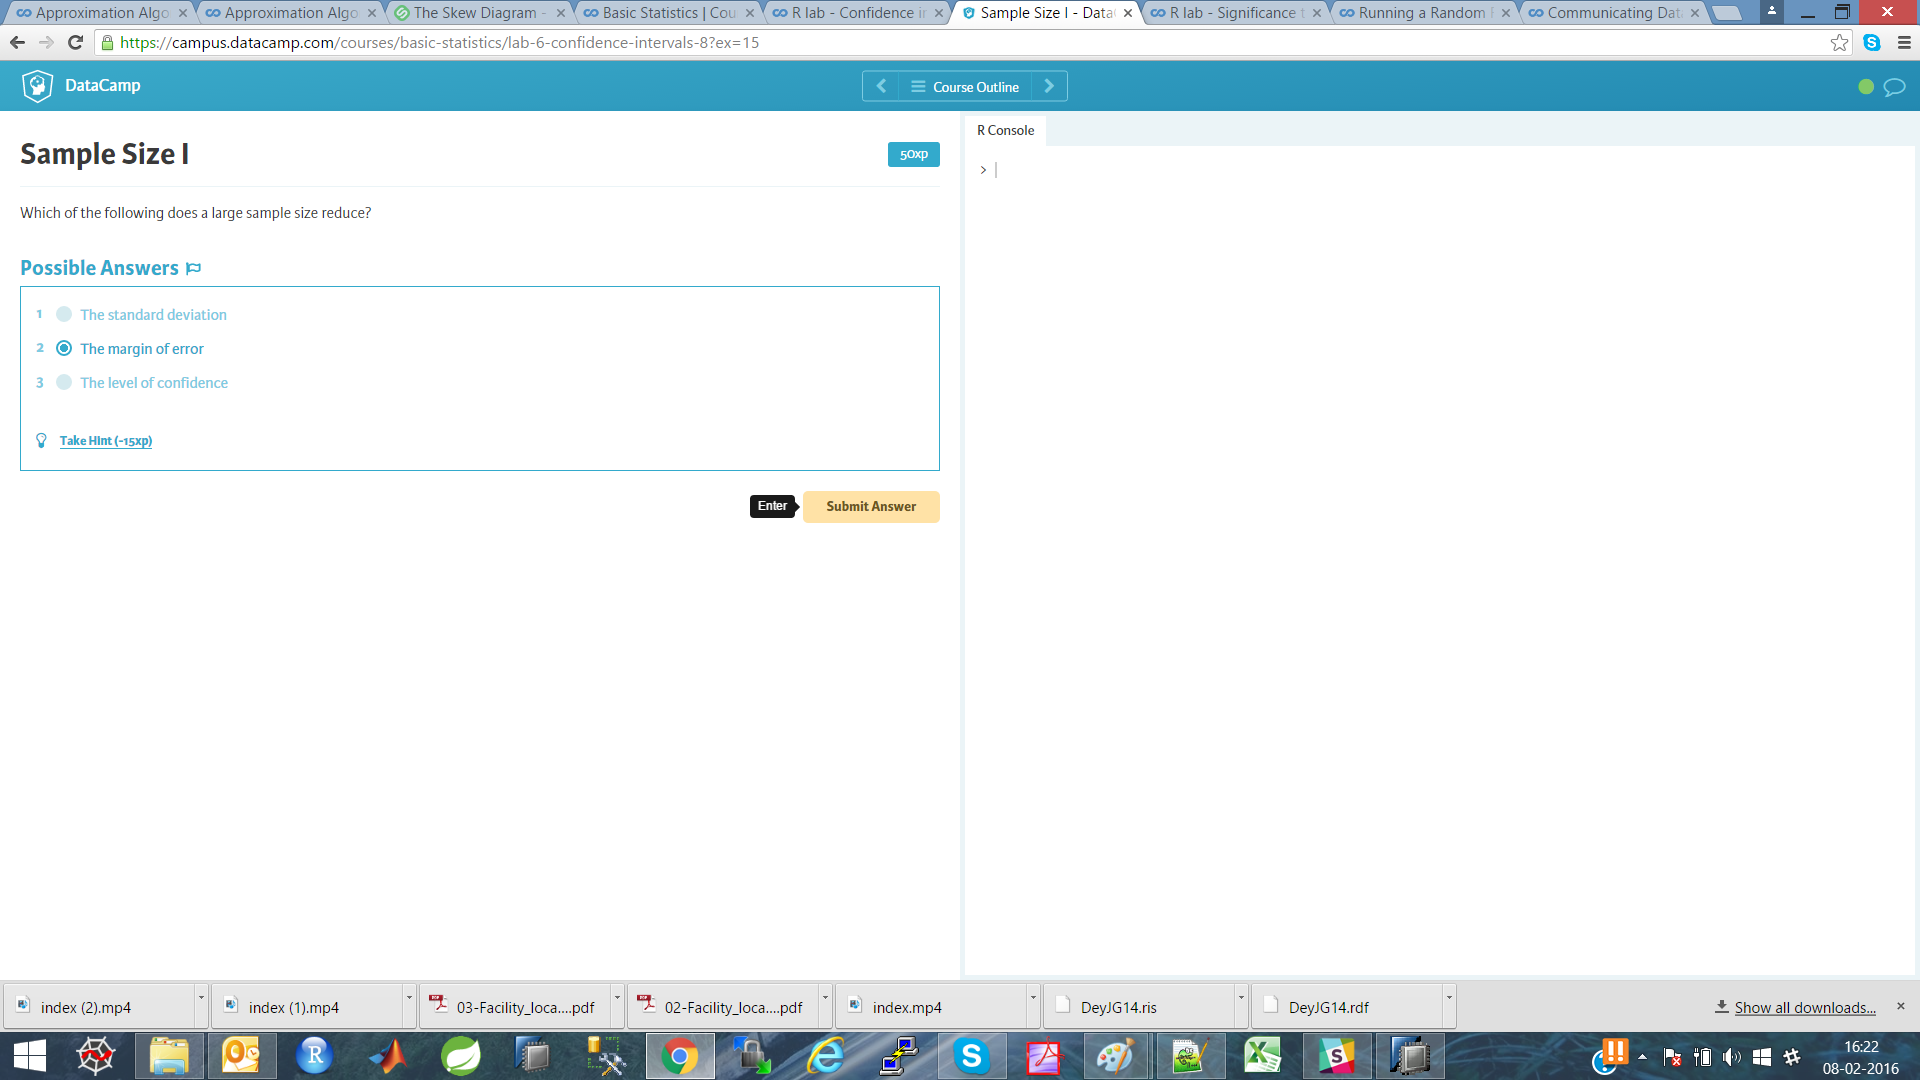 Approximation Algo
Approximation Algo
The Skew Diagram -
Basic Statistics | Cou
R lab - Confidence in
Sample Size I - Data
R lab - Significance t
Running a Random
Communicating Data
https://campus.datacamp.com/courses/basic-statistics/lab-6-confidence-intervals-8?ex=15
DataCamp
Course Outline
Sample Size I
50xp
R Console
>
Which of the following does a large sample size reduce?
Possible Answers
1 The standard deviation
2 The margin of error
3 The level of confidence
Take Hint (-15xp)
Enter
Submit Answer
index (2).mp4
index (1).mp4
03-Facility_loca....pdf
02-Facility_loca....pdf
index.mp4
DeyJG14.ris
DeyJG14.rdf
Show all downloads...
16:22
08-02-2016